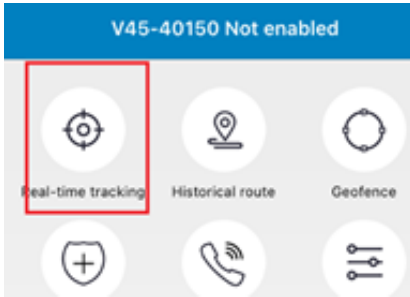 V45-40150 Not enabled
Real-time tracking Historical route Geofence